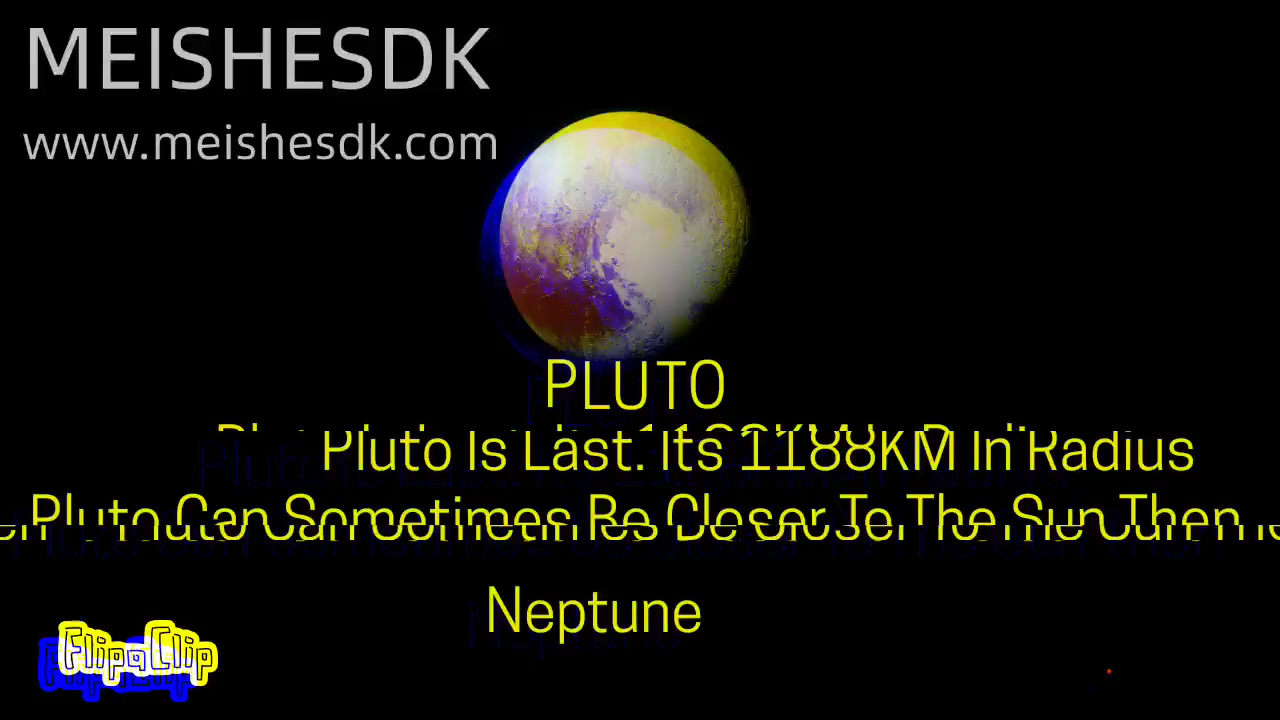 MEISHESDK
www.meishesdk.com
PLUTO
Pluto Is Last. Its 1188KM In Radius
Pluto Can Sometimes Be Closer To The Sun Then
Neptune
FlipaClip